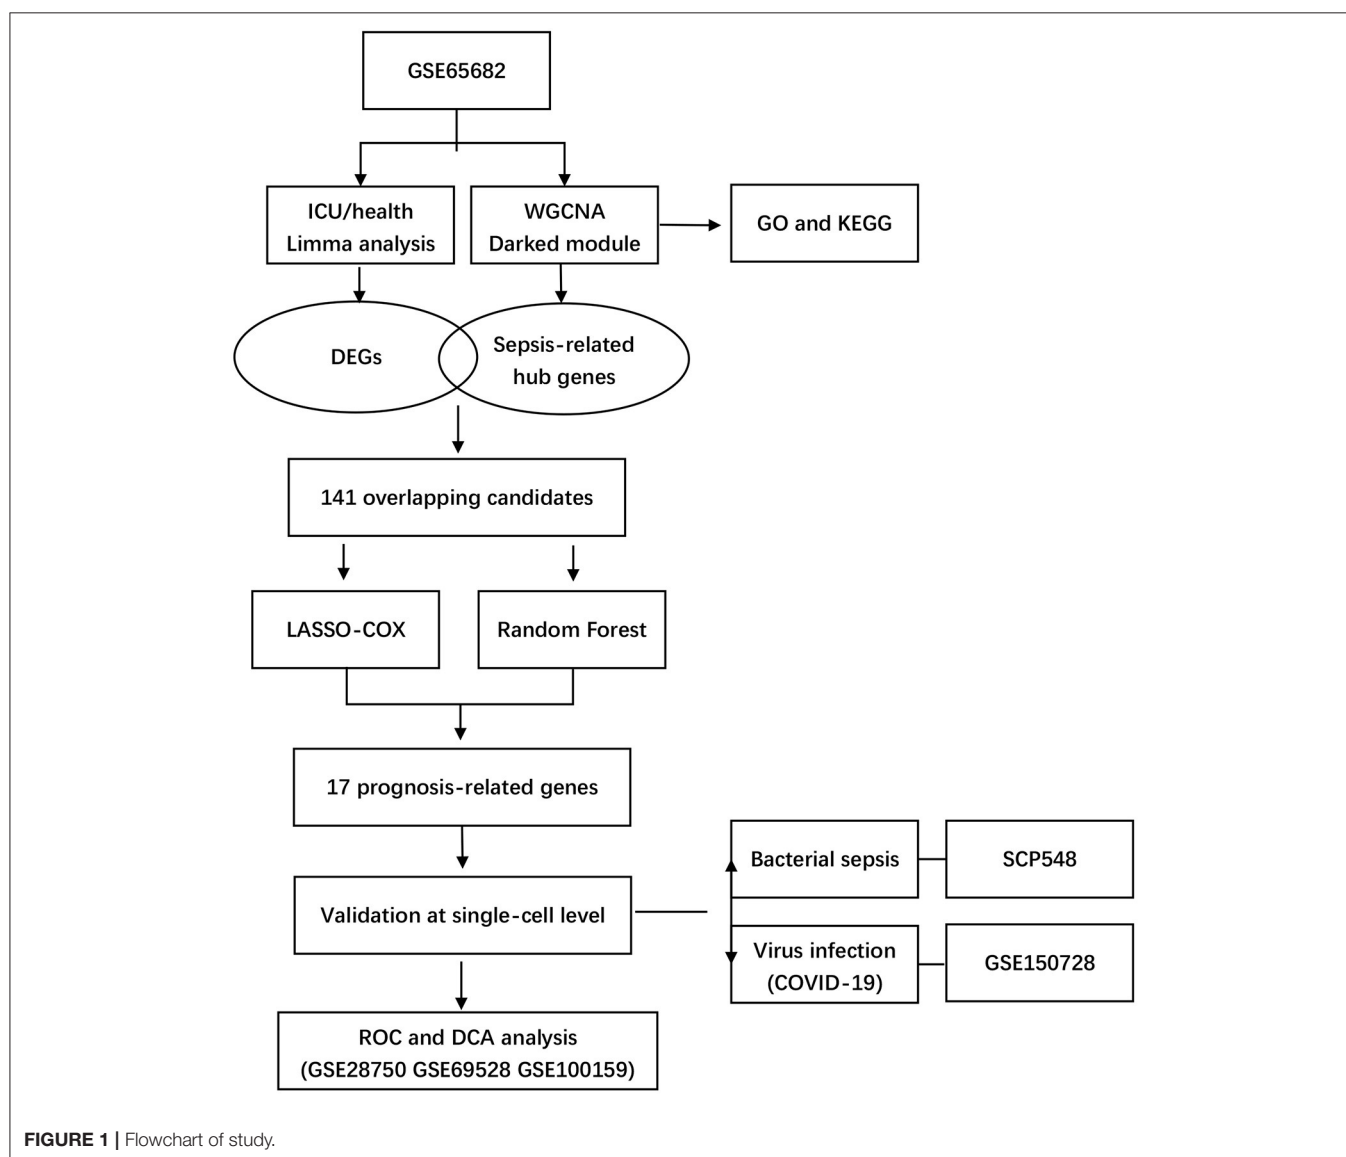 GSE65682
ICU/health
Limma analysis
WGCNA
Darked module
GO and KEGG
DEGs
Sepsis-related
hub genes
141 overlapping candidates
LASSO-COX
Random Forest
17 prognosis-related genes
Bacterial sepsis
SCP548
Validation at single-cell level
Virus infection
(COVID-19)
GSE150728
ROC and DCA analysis
(GSE28750 GSE69528 GSE100159)
FIGURE 1 | Flowchart of study.